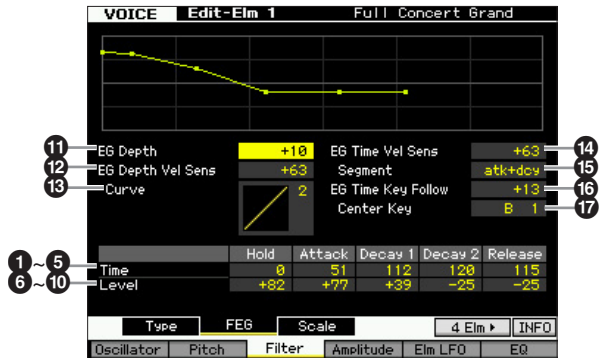 VOICE Edit-Elm 1 Full Concert Grand
11 EG Depth +10 EG Time Vel Sens +63 14
12 EG Depth Vel Sens +63 Segment atk+dcy 15
13 Curve 2 EG Time Key Follow +13 16
Center Key B 1 17
Hold Attack Decay 1 Decay 2 Release
1~5 Time 0 51 112 120 115
6~10 Level +82 +77 +39 -25 -25
Type FEG Scale 4 Elm INFO
Oscillator Pitch Filter Amplitude Elm LFO EQ